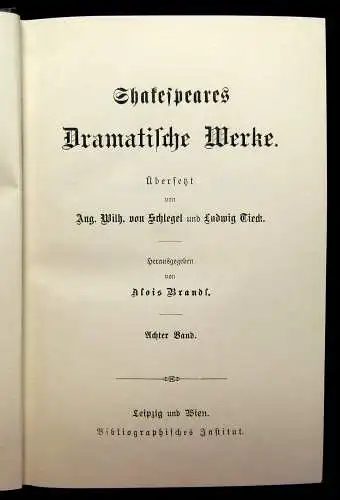 Shakespeares
Dramatische Werke.
Übersetzt
von
Aug. Wilh. von Schlegel und Ludwig Tieck.
Herausgegeben
von
Alois Brandl.
Achter Band.
Leipzig und Wien.
Bibliographisches Institut.